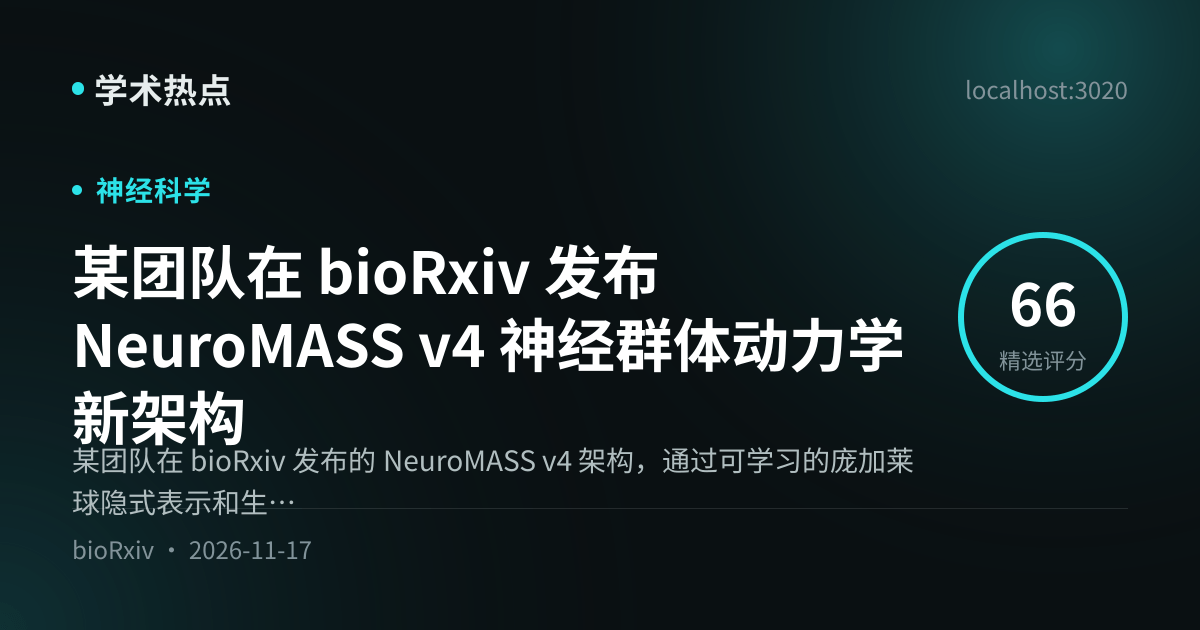 学术热点
localhost:3020
神经科学
某团队在 bioRxiv 发布
NeuroMASS v4 神经群体动力学
新架构
66
精选评分
某团队在 bioRxiv 发布的 NeuroMASS v4 架构，通过可学习的庞加莱
球隐式表示和生…
bioRxiv · 2026-11-17